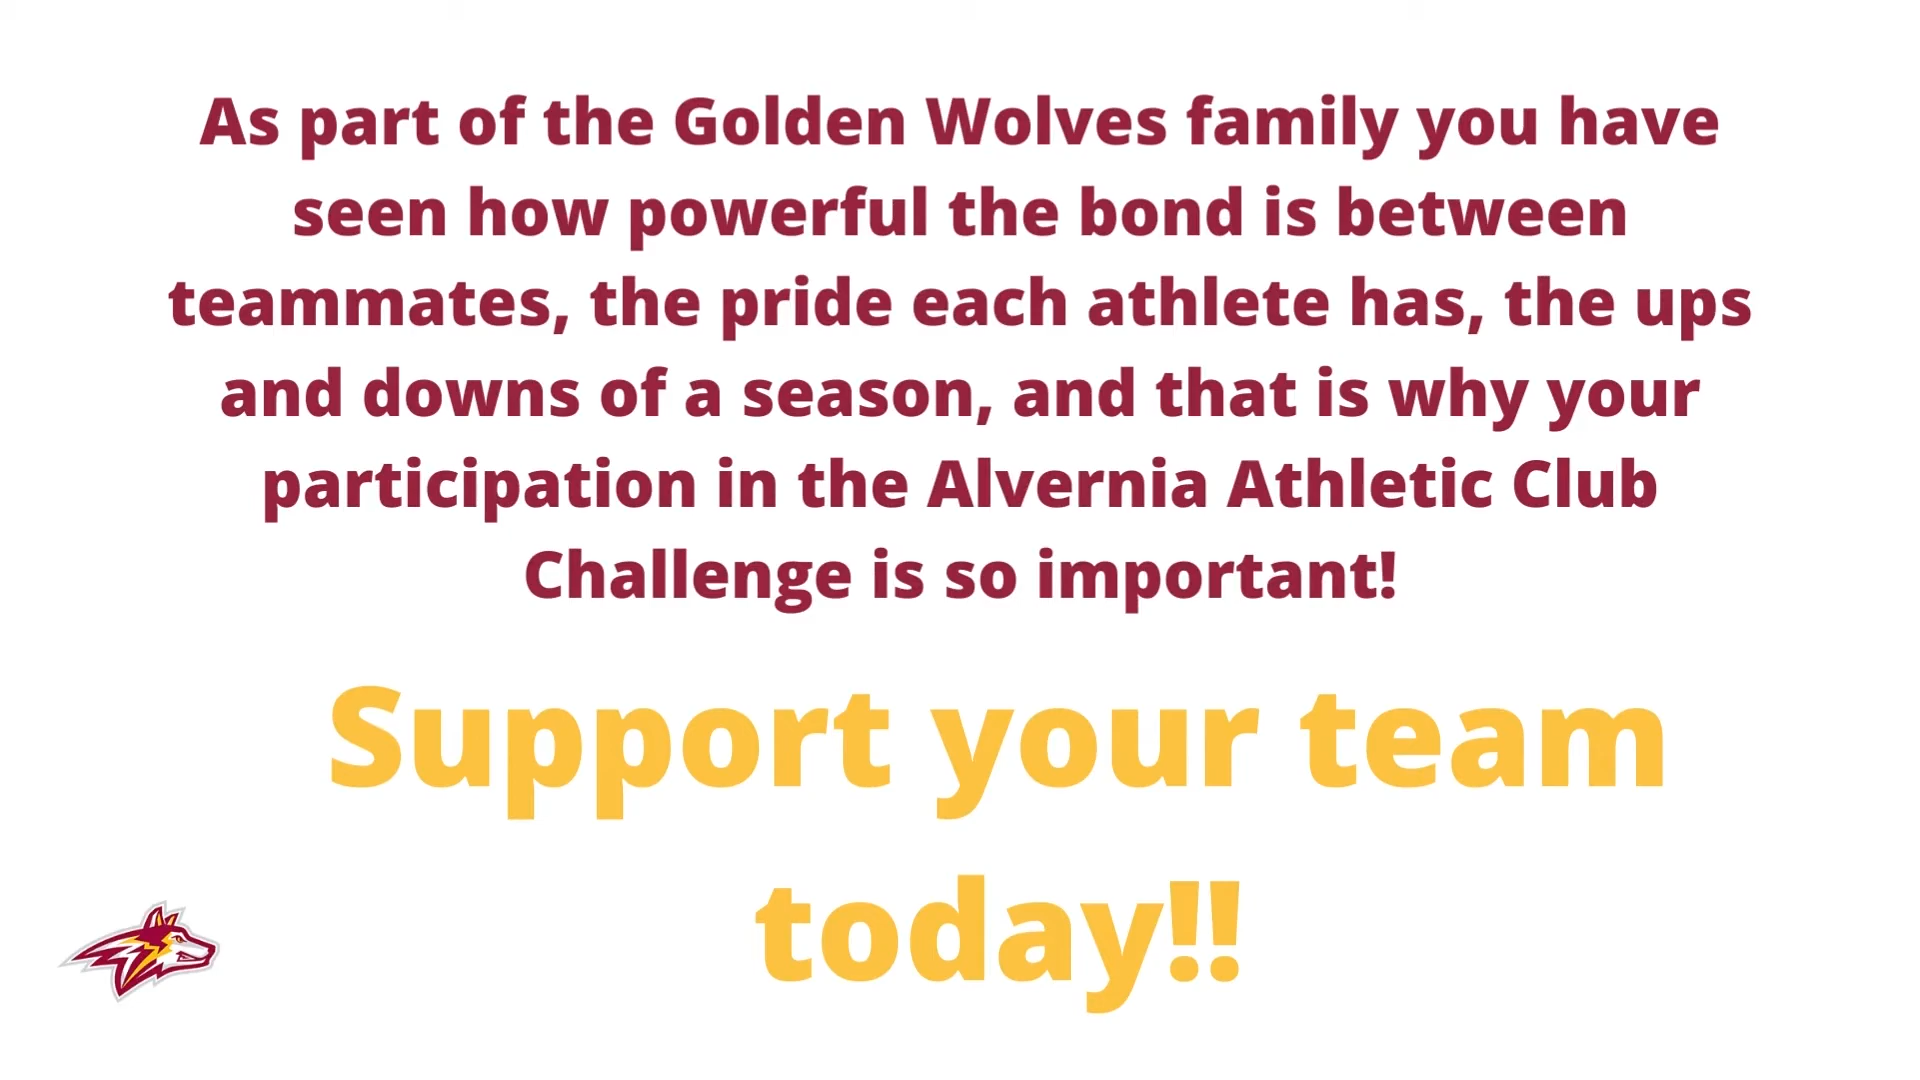 As part of the Golden Wolves family you have
seen how powerful the bond is between
teammates, the pride each athlete has, the ups
and downs of a season, and that is why your
participation in the Alvernia Athletic Club
Challenge is so important!
Support your team
today!!